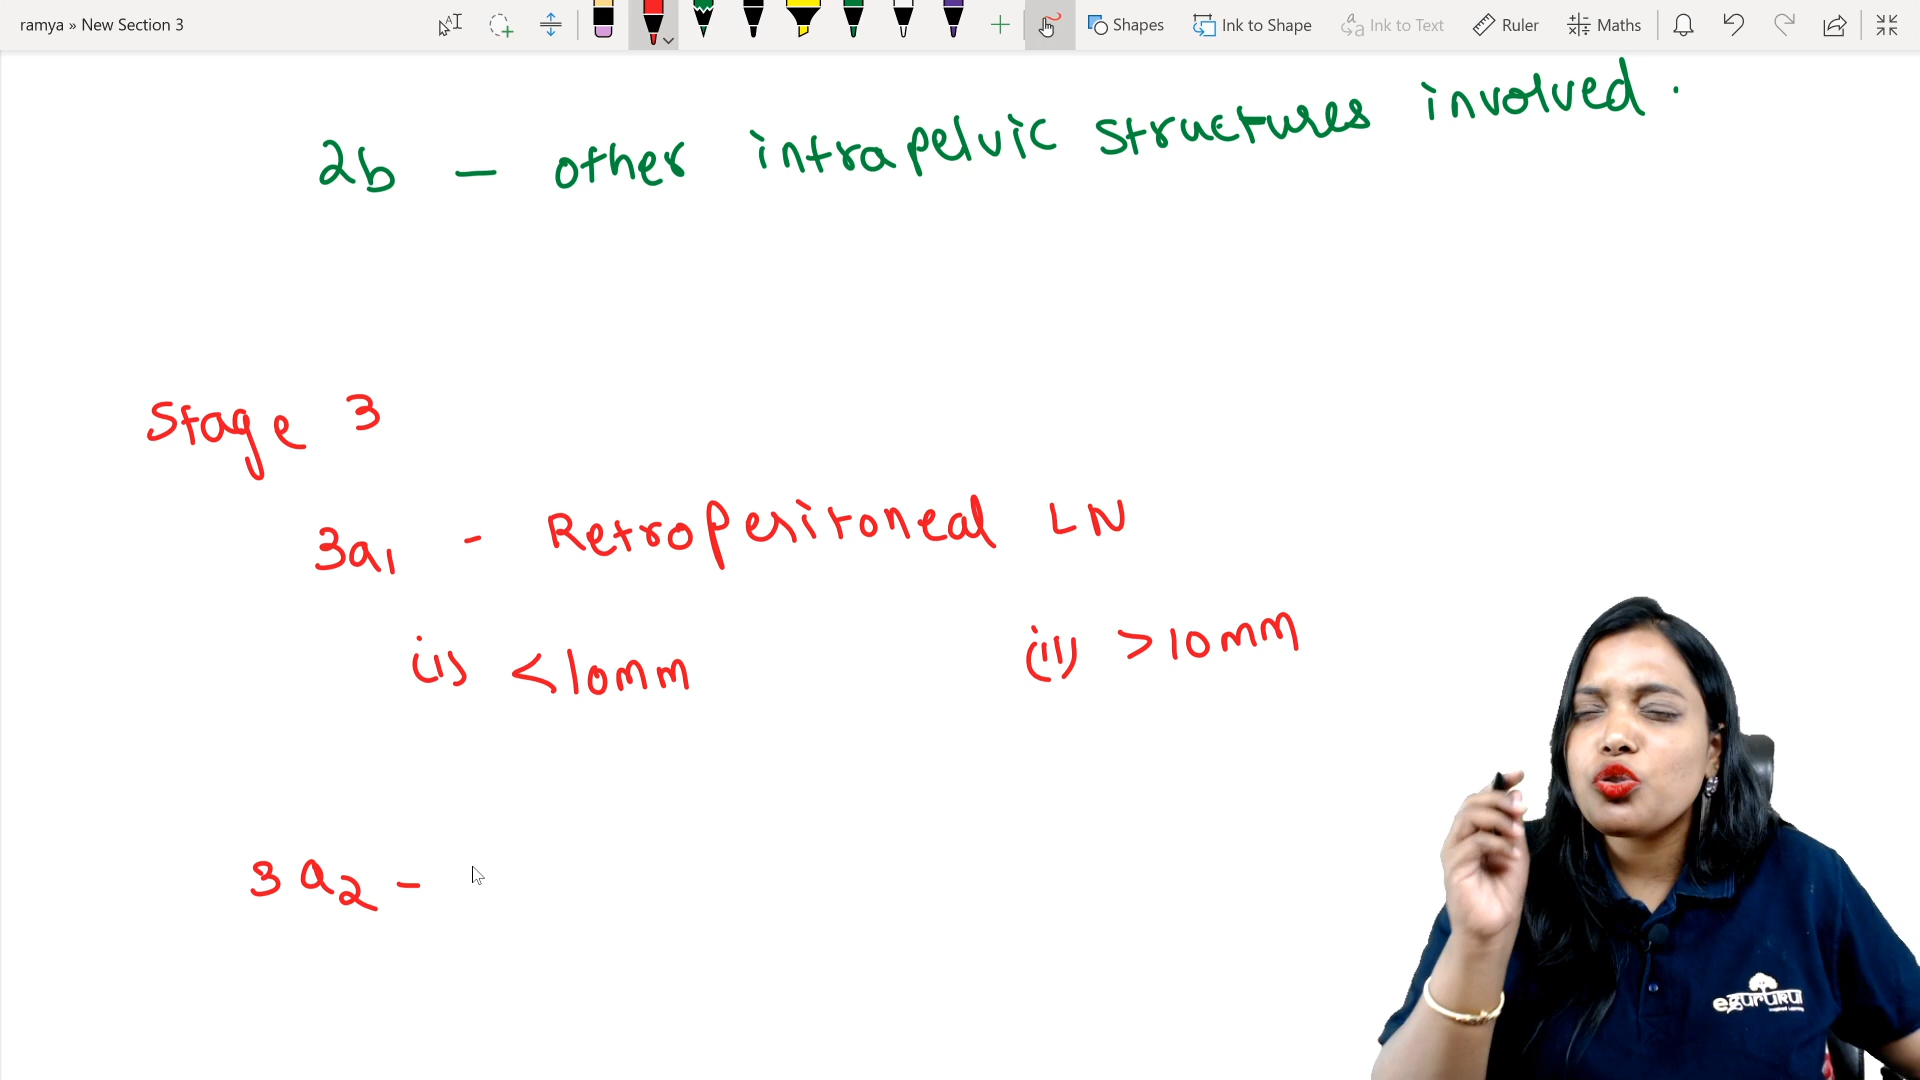 ramya » New Section 3
Shapes Ink to Shape Ink to Text Ruler Maths
2b - other intrapelvic structures involved.
Stage 3
3a1 - Retroperitoneal LN
(i) <10mm (ii) >10mm
3a2 -
eGURUKUL